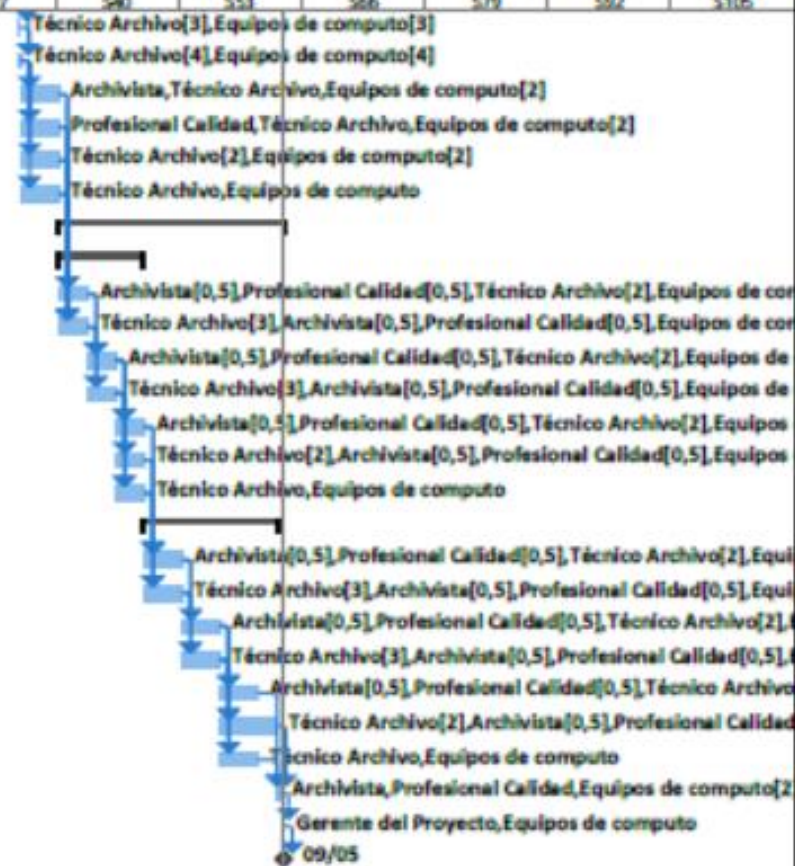 S40 S53 S66 S79 S92 S105
Técnico Archivo[3],Equipos de computo[3]
Técnico Archivo[4],Equipos de computo[4]
Archivista,Técnico Archivo,Equipos de computo[2]
Profesional Calidad,Técnico Archivo,Equipos de computo[2]
Técnico Archivo[2],Equipos de computo[2]
Técnico Archivo,Equipos de computo
Archivista[0,5],Profesional Calidad[0,5],Técnico Archivo[2],Equipos de cor
Técnico Archivo[3],Archivista[0,5],Profesional Calidad[0,5],Equipos de cor
Archivista[0,5],Profesional Calidad[0,5],Técnico Archivo[2],Equipos de
Técnico Archivo[3],Archivista[0,5],Profesional Calidad[0,5],Equipos de
Archivista[0,5],Profesional Calidad[0,5],Técnico Archivo[2],Equipos
Técnico Archivo[2],Archivista[0,5],Profesional Calidad[0,5],Equipos
Técnico Archivo,Equipos de computo
Archivista[0,5],Profesional Calidad[0,5],Técnico Archivo[2],Equi
Técnico Archivo[3],Archivista[0,5],Profesional Calidad[0,5],Equi
Archivista[0,5],Profesional Calidad[0,5],Técnico Archivo[2],
Técnico Archivo[3],Archivista[0,5],Profesional Calidad[0,5],
Archivista[0,5],Profesional Calidad[0,5],Técnico Archivo
Técnico Archivo[2],Archivista[0,5],Profesional Calidad
Técnico Archivo,Equipos de computo
Archivista,Profesional Calidad,Equipos de computo[2
Gerente del Proyecto,Equipos de computo
09/05